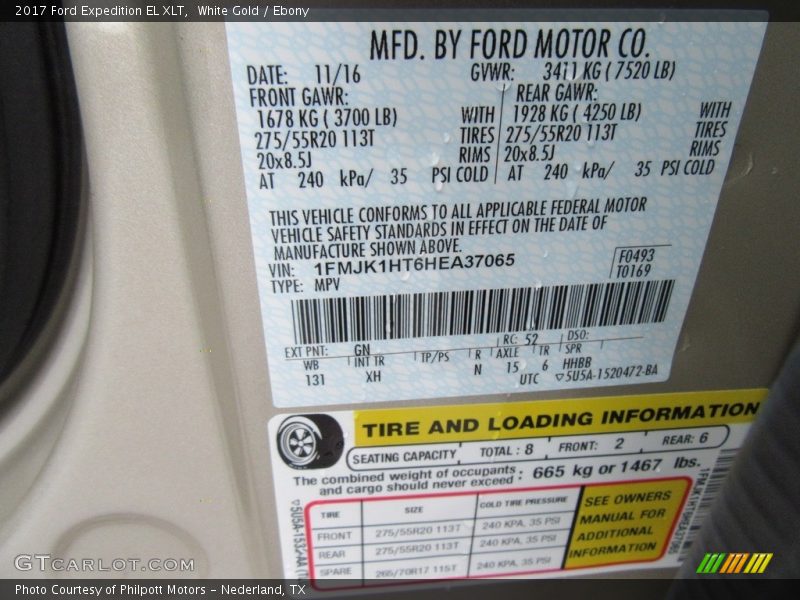 2017 Ford Expedition EL XLT,  White Gold / Ebony
MFD. BY FORD MOTOR CO.
DATE: 11/16 GVWR: 3411 KG ( 7520 LB)
FRONT GAWR: REAR GAWR:
1678 KG ( 3700 LB) WITH 1928 KG ( 4250 LB) WITH
275/55R20 113T TIRES 275/55R20 113T TIRES
20x8.5J RIMS 20x8.5J RIMS
AT 240 kPa/ 35 PSI COLD AT 240 kPa/ 35 PSI COLD
THIS VEHICLE CONFORMS TO ALL APPLICABLE FEDERAL MOTOR
VEHICLE SAFETY STANDARDS IN EFFECT ON THE DATE OF
MANUFACTURE SHOWN ABOVE.
VIN: 1FMJK1HT6HEA37065 F0493
TYPE: MPV T0169
EXT PNT: GN RC: 52 DSO:
WB INT TR TP/PS R AXLE TR SPR
131 XH N 15 6 HHBB
UTC ▽5U5A-1520472-BA
TIRE AND LOADING INFORMATION
SEATING CAPACITY TOTAL : 8 FRONT: 2 REAR: 6
The combined weight of occupants : 665 kg or 1467 lbs.
and cargo should never exceed
TIRE SIZE COLD TIRE PRESSURE
FRONT 275/55R20 113T 240 KPA, 35 PSI
REAR 275/55R20 113T 240 KPA, 35 PSI
SPARE 265/70R17 115T 240 KPA, 35 PSI
SEE OWNERS
MANUAL FOR
ADDITIONAL
INFORMATION
GTCARLOT.COM
Photo Courtesy of Philpott Motors - Nederland, TX